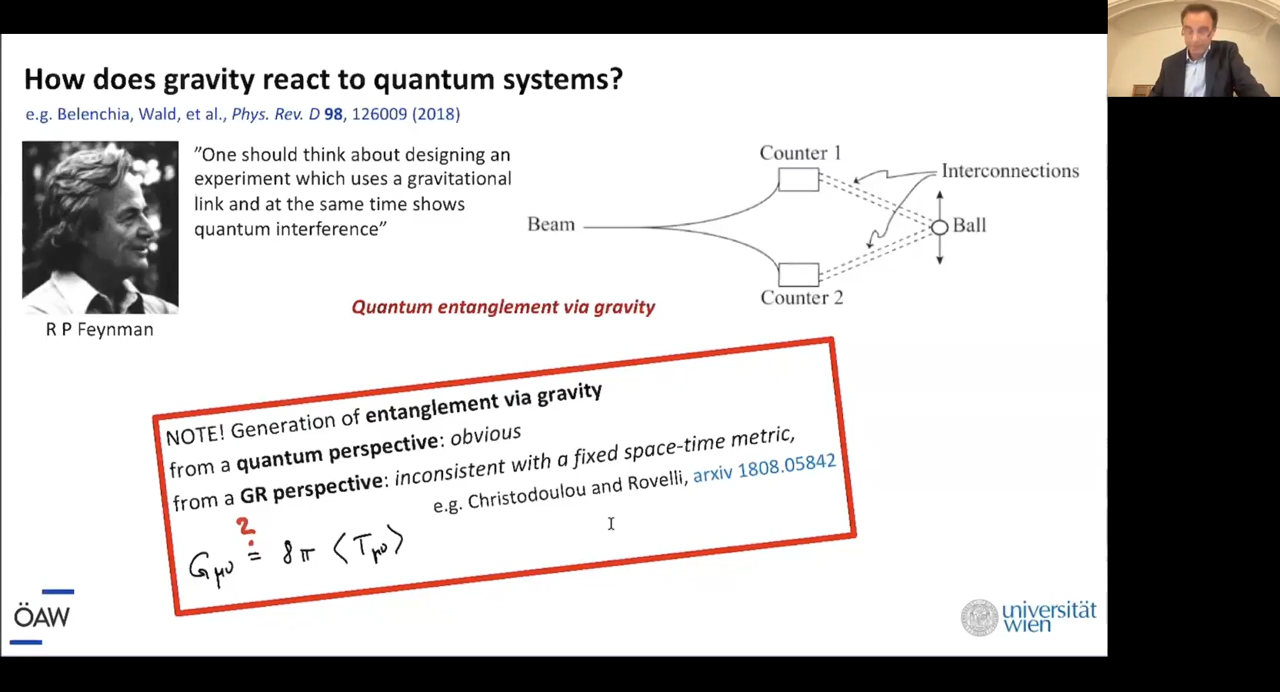 How does gravity react to quantum systems?
e.g. Belenchia, Wald, et al., Phys. Rev. D 98, 126009 (2018)
"One should think about designing an
experiment which uses a gravitational
link and at the same time shows
quantum interference"
R P Feynman
Counter 1
Interconnections
Beam
Ball
Counter 2
Quantum entanglement via gravity
NOTE! Generation of entanglement via gravity
from a quantum perspective: obvious
from a GR perspective: inconsistent with a fixed space-time metric,
e.g. Christodoulou and Rovelli, arxiv 1808.05842
?
Gμν = 8π ⟨Tμν⟩
ÖAW
universität
wien